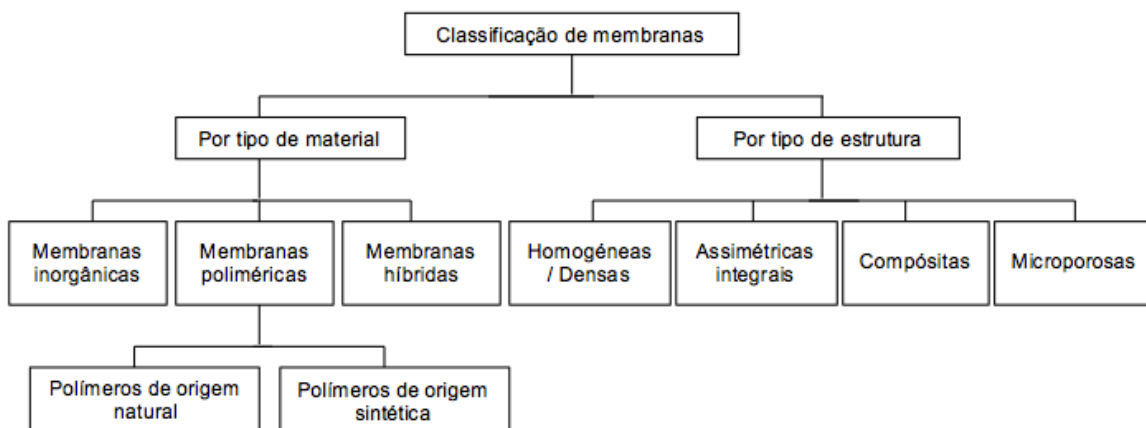 Classificação de membranas
Por tipo de material
Por tipo de estrutura
Membranas
inorgânicas
Membranas
poliméricas
Membranas
híbridas
Homogéneas
/ Densas
Assimétricas
integrais
Compósitas
Microporosas
Polímeros de origem
natural
Polímeros de origem
sintética